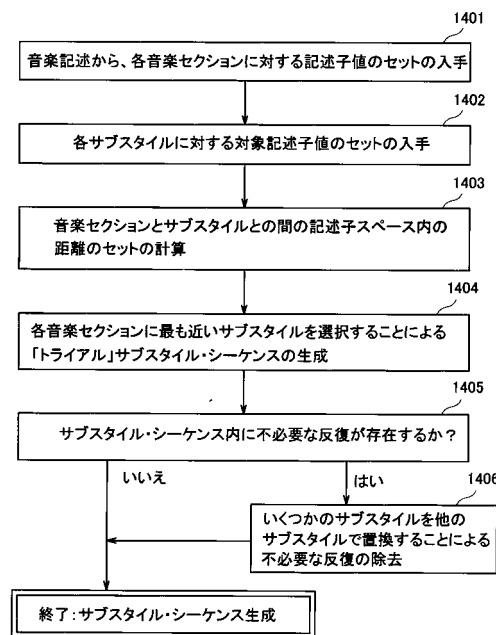 1401
音楽記述から、各音楽セクションに対する記述子値のセットの入手
1402
各サブスタイルに対する対象記述子値のセットの入手
1403
音楽セクションとサブスタイルとの間の記述子スペース内の
距離のセットの計算
1404
各音楽セクションに最も近いサブスタイルを選択することによる
「トライアル」サブスタイル・シーケンスの生成
1405
サブスタイル・シーケンス内に不必要な反復が存在するか？
いいえ
はい
1406
いくつかのサブスタイルを他の
サブスタイルで置換することによる
不必要な反復の除去
終了：サブスタイル・シーケンス生成